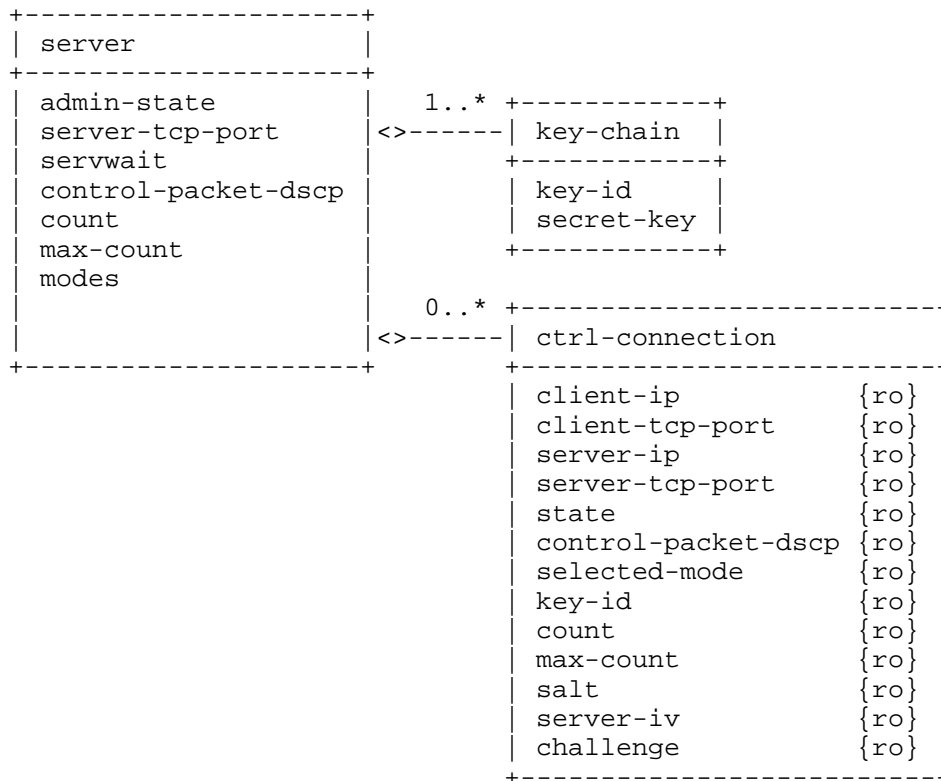 +---------------------+
| server              |
+---------------------+
| admin-state         |   1..* +------------+
| server-tcp-port     |<>------| key-chain  |
| servwait            |        +------------+
| control-packet-dscp |        | key-id     |
| count               |        | secret-key |
| max-count           |        +------------+
| modes               |
|                     |   0..* +---------------------------
|                     |<>------| ctrl-connection
+---------------------+        +---------------------------
                               | client-ip           {ro}
                               | client-tcp-port     {ro}
                               | server-ip           {ro}
                               | server-tcp-port     {ro}
                               | state               {ro}
                               | control-packet-dscp {ro}
                               | selected-mode       {ro}
                               | key-id              {ro}
                               | count               {ro}
                               | max-count           {ro}
                               | salt                {ro}
                               | server-iv           {ro}
                               | challenge           {ro}
                               +---------------------------